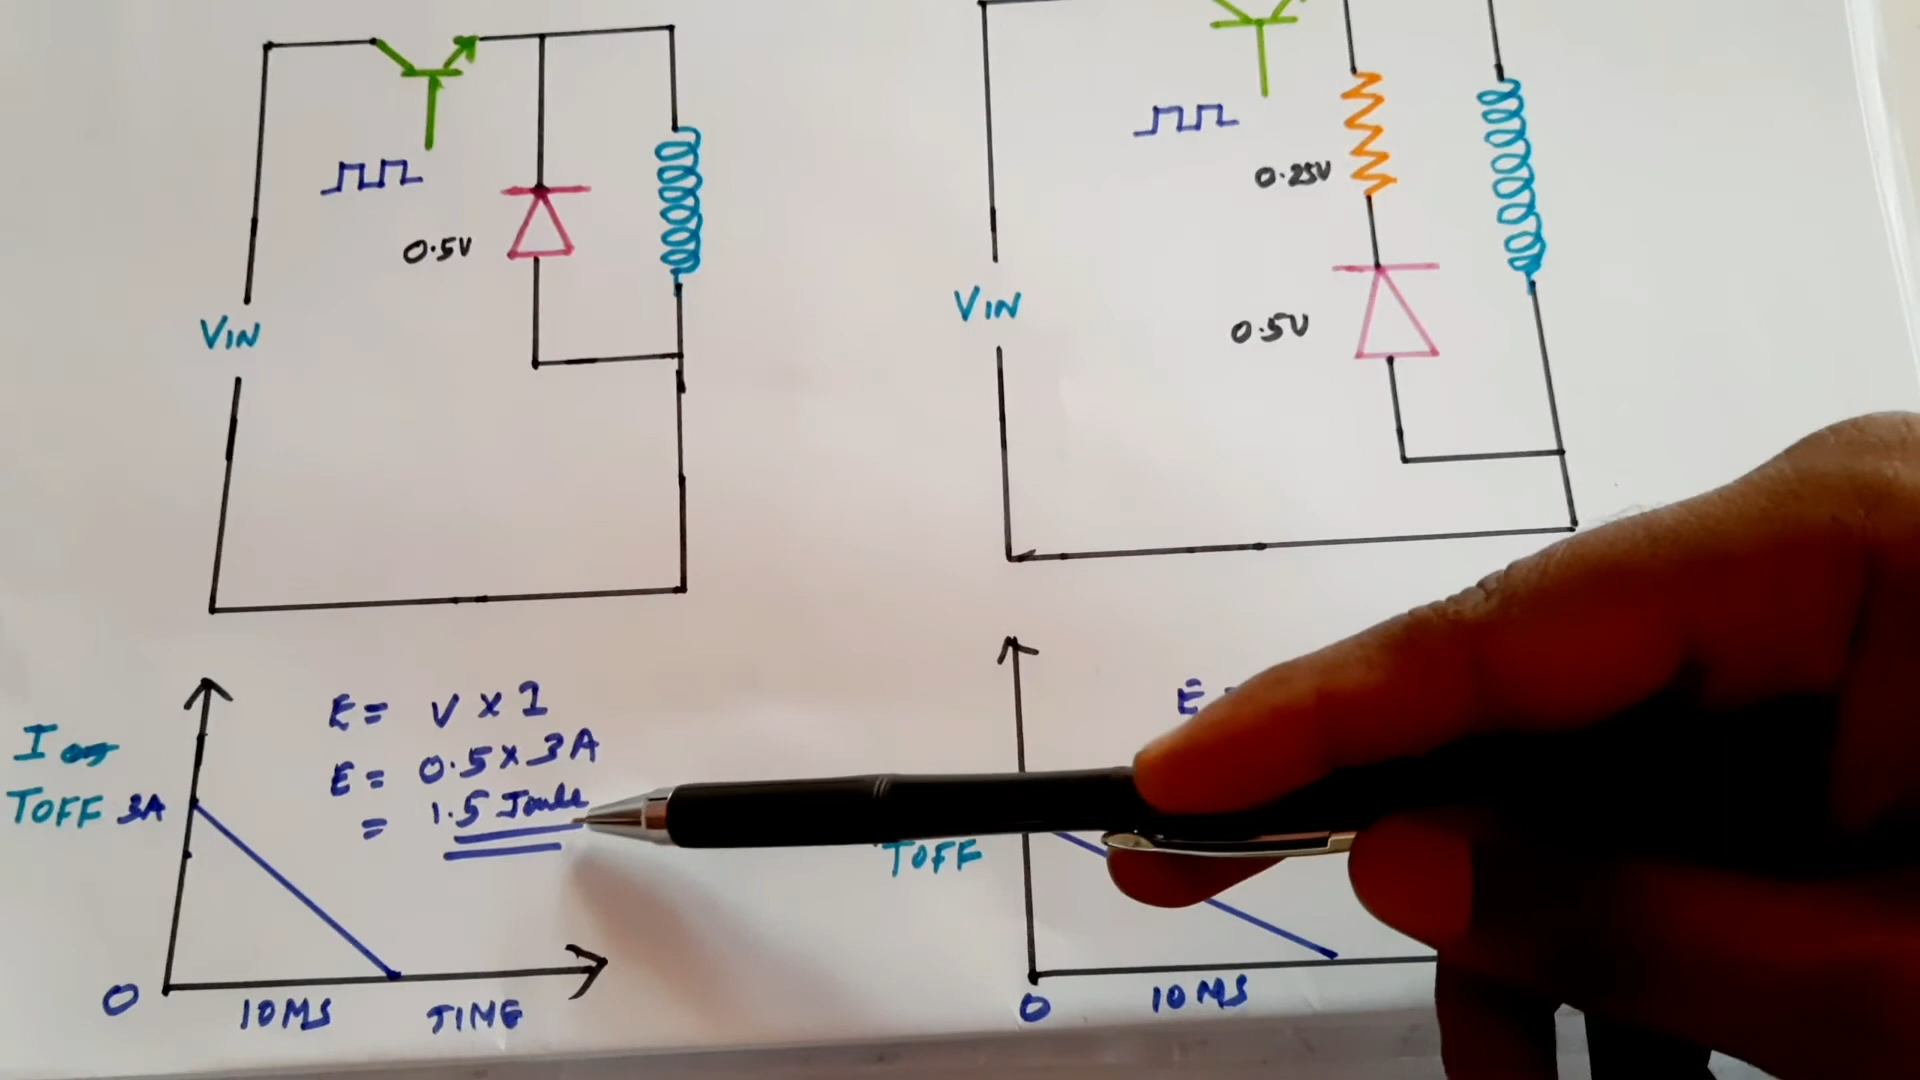 0.5V
VIN
0.25V
VIN
0.5V
I OFF
TOFF 3A
E = V x I
E = 0.5 x 3A
= 1.5 Joule
0
10MS
TIME
E =
TOFF
0
10MS